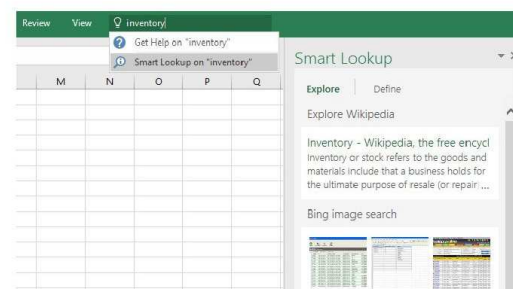 Review View inventory
Get Help on "inventory"
Smart Lookup on "inventory"
M N O P Q
Smart Lookup
Explore Define
Explore Wikipedia
Inventory - Wikipedia, the free encycl
Inventory or stock refers to the goods and
materials include that a business holds for
the ultimate purpose of resale (or repair ...
Bing image search